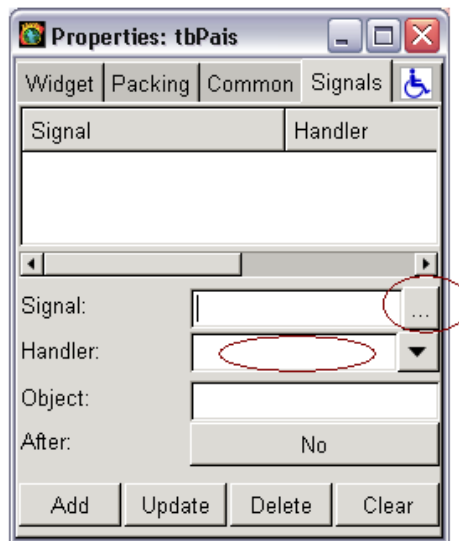 Properties: tbPais
Widget Packing Common Signals
Signal Handler
Signal: ...
Handler:
Object:
After: No
Add Update Delete Clear